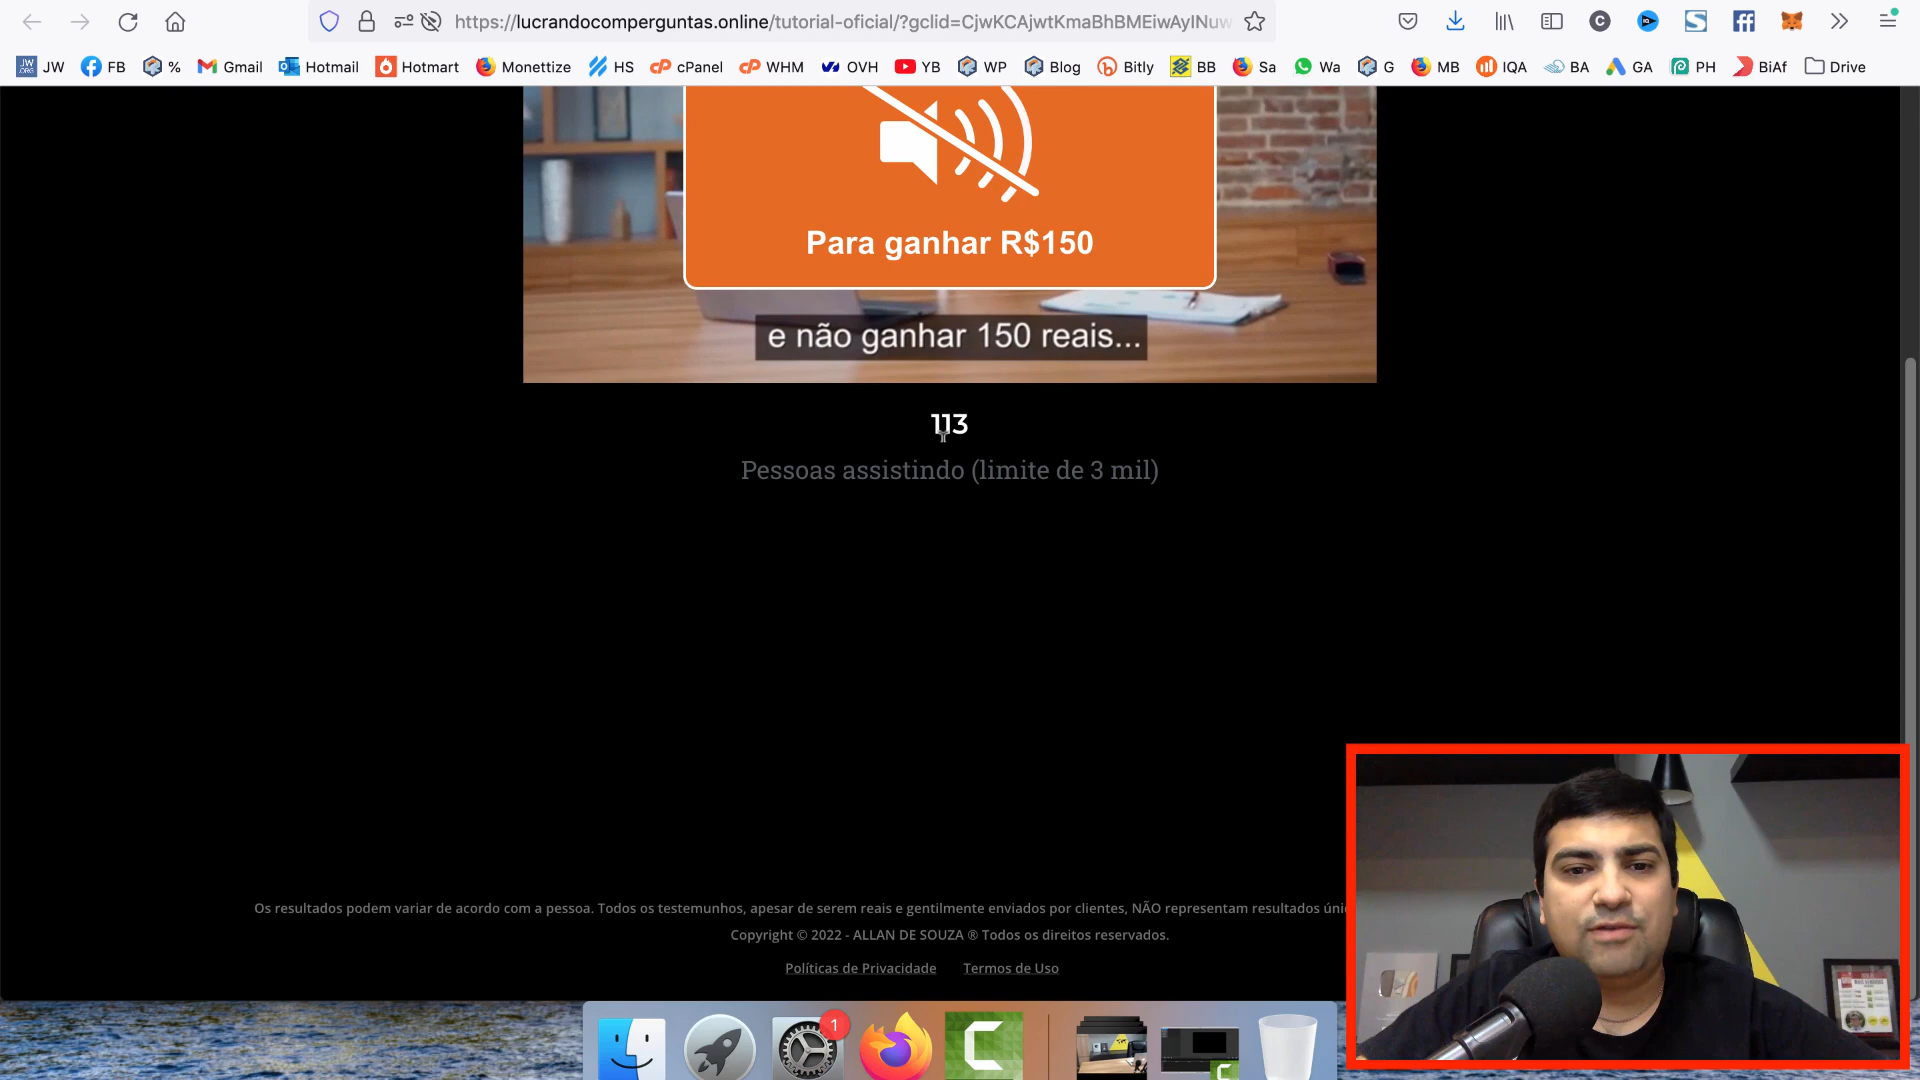 https://lucrandocomperguntas.online/tutorial-oficial/?gclid=CjwKCAjwtKmaBhBMEiwAyINuw
JW FB % Gmail Hotmail Hotmart Monettize HS cPanel WHM OVH YB WP Blog Bitly BB Sa Wa G MB IQA BA GA PH BiAf Drive
Para ganhar R$150
e não ganhar 150 reais...
113
Pessoas assistindo (limite de 3 mil)
Os resultados podem variar de acordo com a pessoa. Todos os testemunhos, apesar de serem reais e gentilmente enviados por clientes, NÃO representam resultados
Copyright © 2022 - ALLAN DE SOUZA ® Todos os direitos reservados.
Políticas de Privacidade Termos de Uso
1